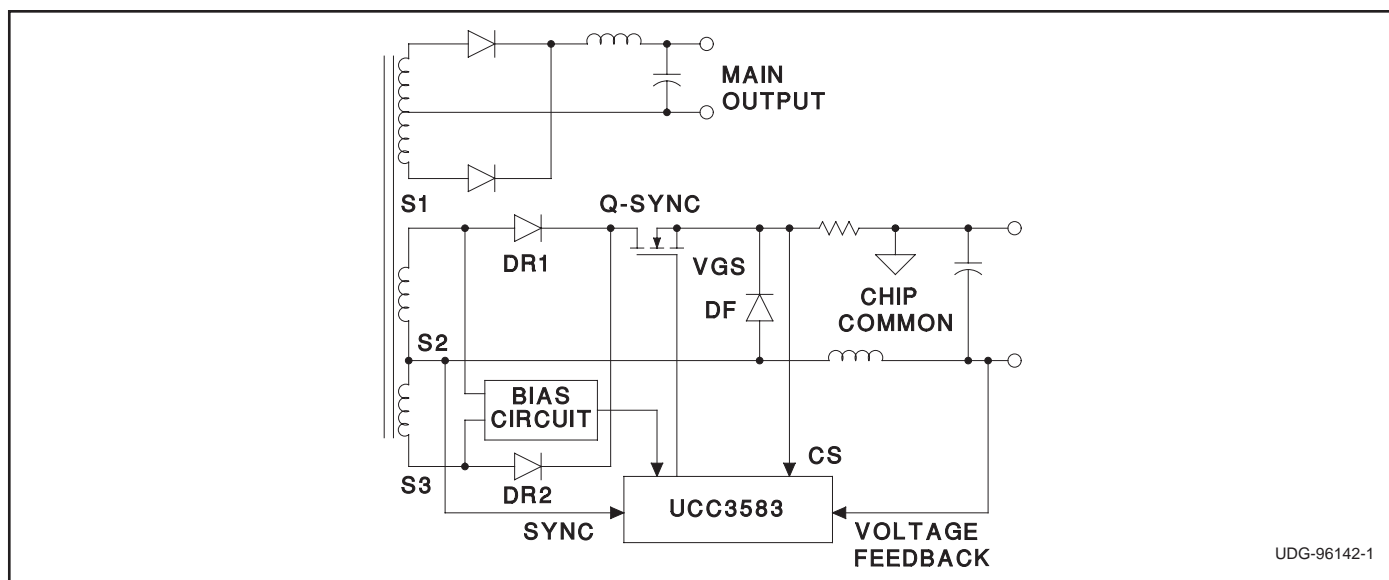 MAIN
OUTPUT
S1
Q-SYNC
DR1
VGS
DF
CHIP
COMMON
S2
BIAS
CIRCUIT
CS
S3
DR2
UCC3583
SYNC
VOLTAGE
FEEDBACK
UDG-96142-1